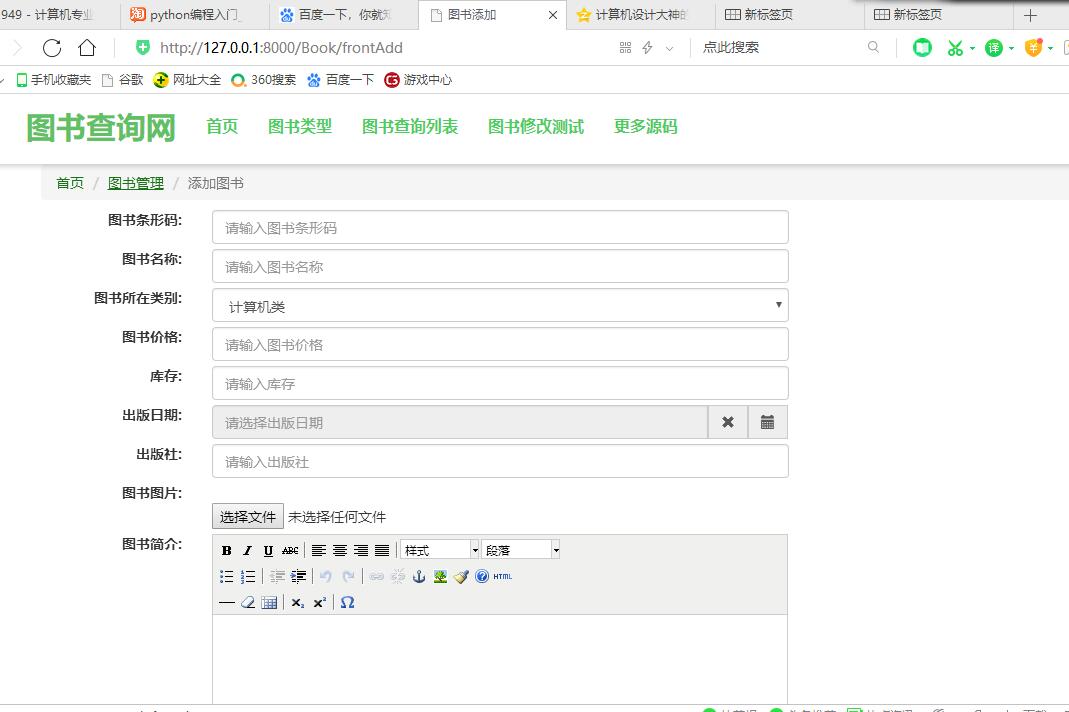 949 - 计算机专业 python编程入门_ 百度一下，你就知 图书添加 计算机设计大神的 新标签页 新标签页
http://127.0.0.1:8000/Book/frontAdd 点此搜索
手机收藏夹 谷歌 网址大全 360搜索 百度一下 游戏中心
图书查询网 首页 图书类型 图书查询列表 图书修改测试 更多源码
首页 / 图书管理 / 添加图书
图书条形码: 请输入图书条形码
图书名称: 请输入图书名称
图书所在类别: 计算机类
图书价格: 请输入图书价格
库存: 请输入库存
出版日期: 请选择出版日期
出版社: 请输入出版社
图书图片:
选择文件 未选择任何文件
图书简介:
B I U ABC 样式 段落
HTML
x₂ x² Ω